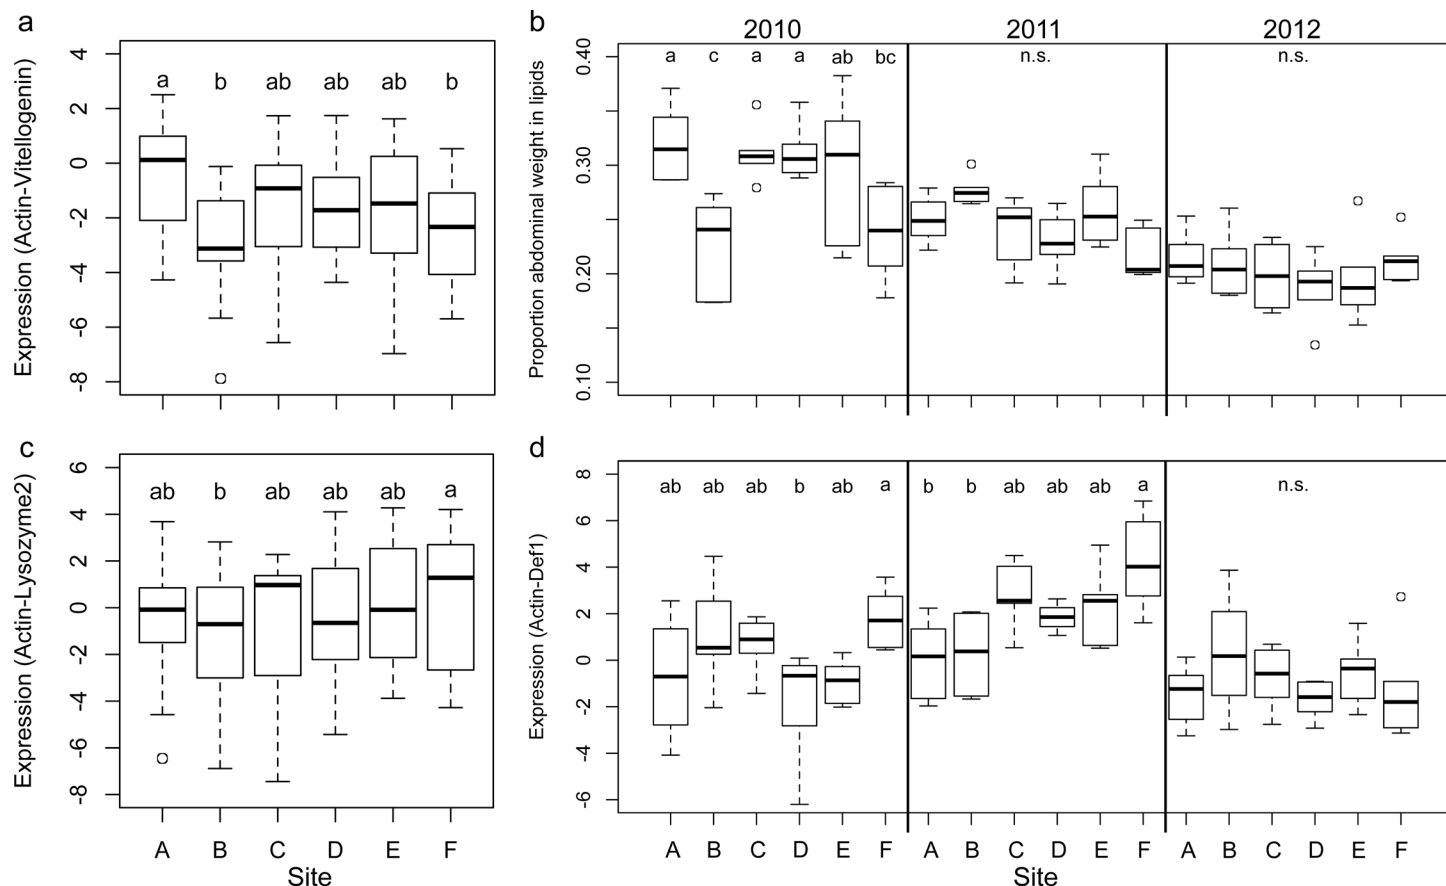 a
Expression (Actin-Vitellogenin)
4
2
0
-2
-4
-6
-8
a b ab ab ab b
b
2010 2011 2012
Proportion abdominal weight in lipids
0.40
0.30
0.20
0.10
a c a a ab bc n.s. n.s.
c
Expression (Actin-Lysozyme2)
6
4
2
0
-2
-4
-6
-8
ab b ab ab ab a
A B C D E F
Site
d
Expression (Actin-Def1)
8
6
4
2
0
-2
-4
-6
ab ab ab b ab a b b ab ab ab a n.s.
A B C D E F A B C D E F A B C D E F
Site